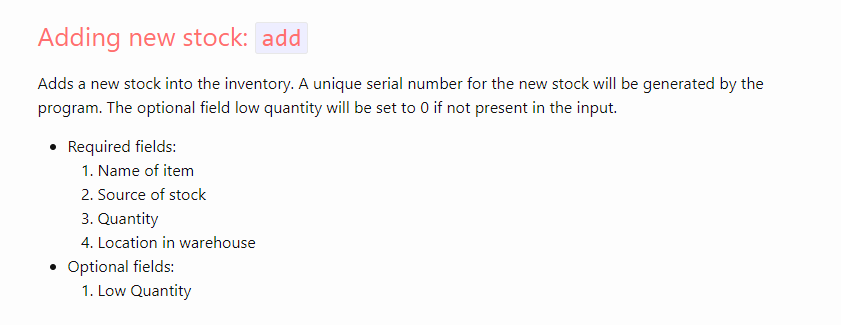 Adding new stock: add
Adds a new stock into the inventory. A unique serial number for the new stock will be generated by the
program. The optional field low quantity will be set to 0 if not present in the input.
• Required fields:
1. Name of item
2. Source of stock
3. Quantity
4. Location in warehouse
• Optional fields:
1. Low Quantity